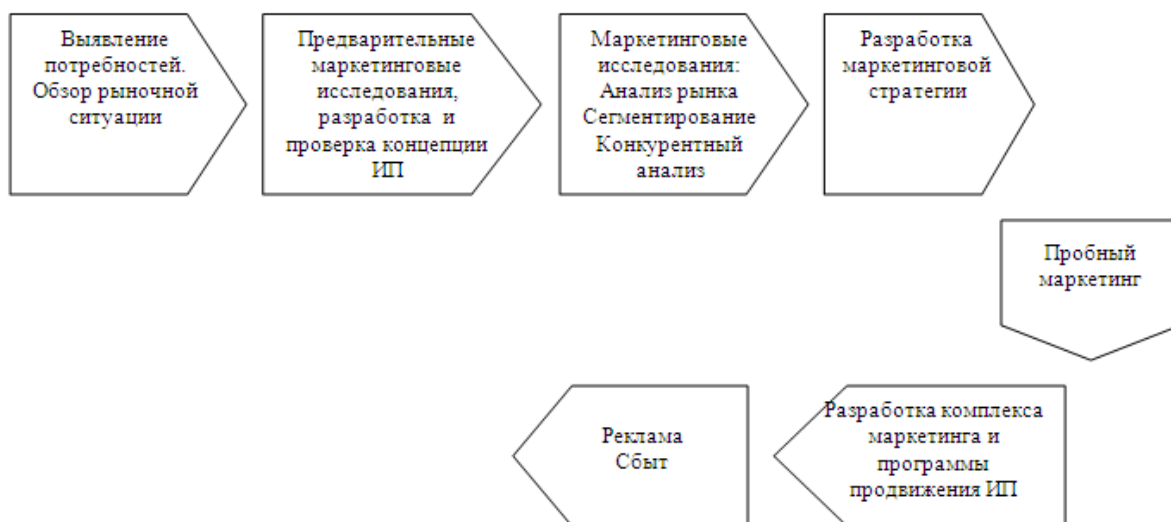 Выявление
потребностей.
Обзор рыночной
ситуации
Предварительные
маркетинговые
исследования,
разработка и
проверка концепции
ИП
Маркетинговые
исследования:
Анализ рынка
Сегментирование
Конкурентный
анализ
Разработка
маркетинговой
стратегии
Пробный
маркетинг
Разработка комплекса
маркетинга и
программы
продвижения ИП
Реклама
Сбыт